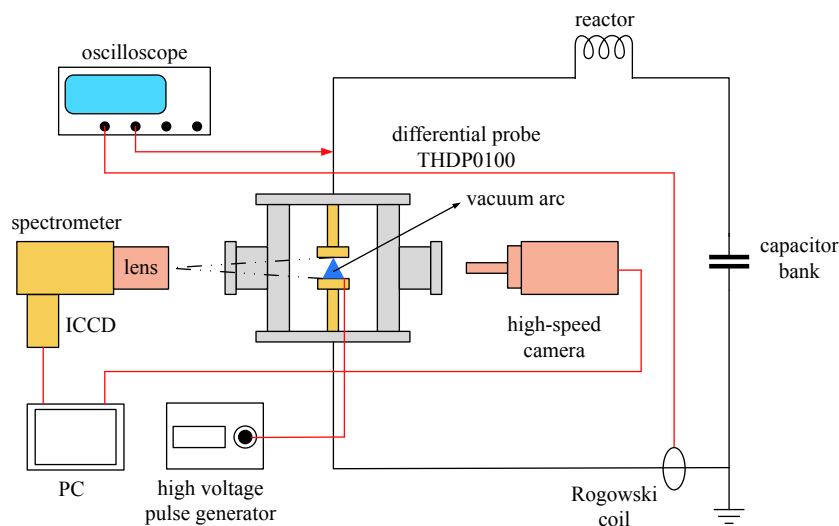 reactor
oscilloscope
differential probe
THDP0100
vacuum arc
spectrometer
lens
capacitor
bank
ICCD
high-speed
camera
PC
high voltage
pulse generator
Rogowski
coil